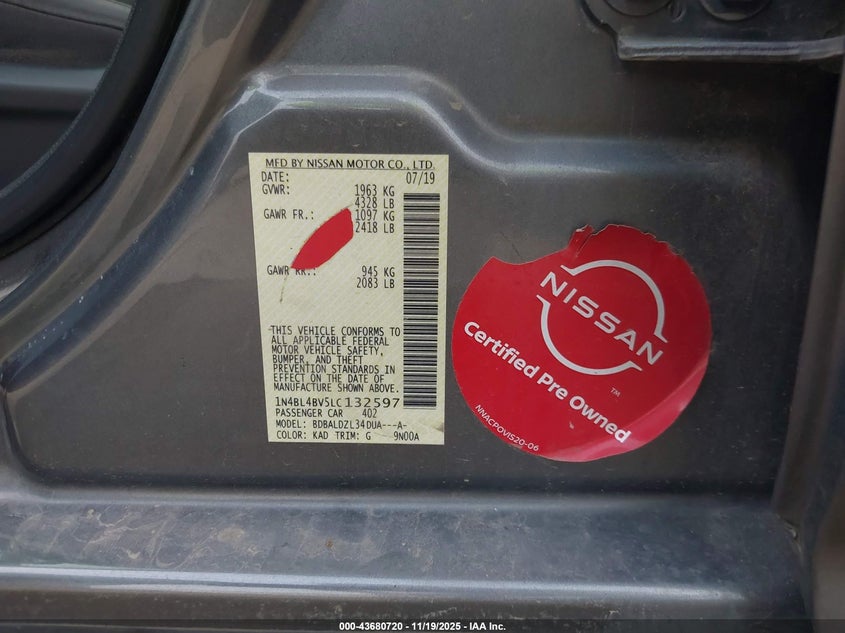 MFD BY NISSAN MOTOR CO., LTD.
DATE: 07/19
GVWR: 1963 KG
4328 LB
GAWR FR.: 1097 KG
2418 LB
GAWR RR.: 945 KG
2083 LB
THIS VEHICLE CONFORMS TO
ALL APPLICABLE FEDERAL
MOTOR VEHICLE SAFETY,
BUMPER, AND THEFT
PREVENTION STANDARDS IN
EFFECT ON THE DATE OF
MANUFACTURE SHOWN ABOVE.
1N4BL4BV5LC132597
PASSENGER CAR 402
MODEL: BDBALDZL34DUA---A-
COLOR: KAD TRIM: G 9N00A
NISSAN
TM
Certified Pre Owned
NNACPOVIS20-06
000-43680720 - 11/19/2025 - IAA Inc.